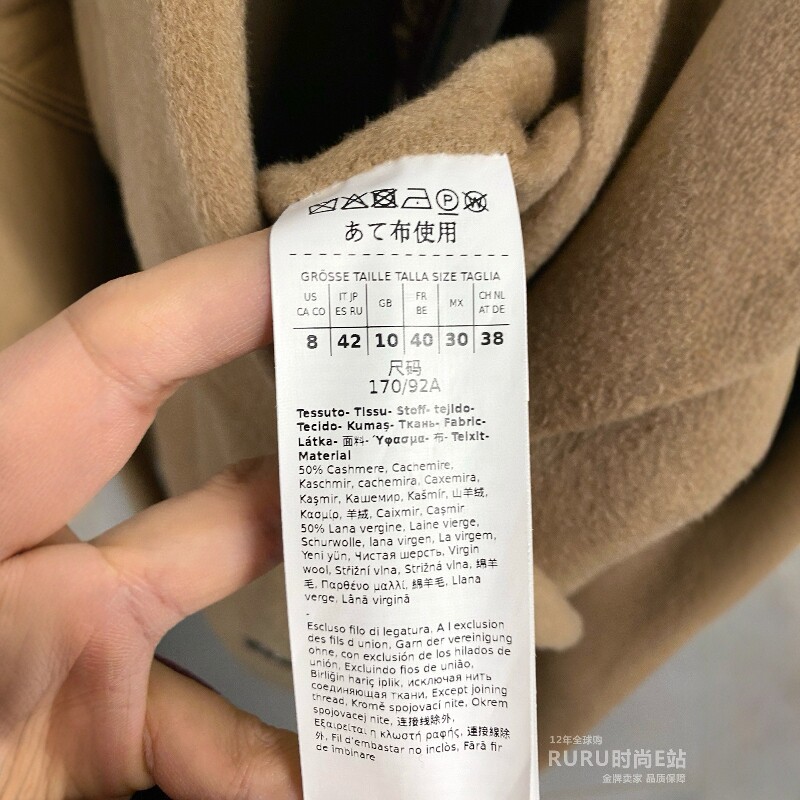 P W
あて布使用
GRÖSSE TAILLE TALLA SIZE TAGLIA
US CA CO
IT JP ES RU
GB
FR BE
MX
CH NL AT DE
8 42 10 40 30 38
尺码
170/92A
Tessuto- Tissu- Stoff- tejido-
Tecido- Kumaş- Ткань- Fabric-
Látka- 面料- Ύφασμα- 布- Teixit-
Material
50% Cashmere, Cachemire,
Kaschmir, cachemira, Caxemira,
Kaşmir, Кашемир, Kašmír, 山羊绒,
Κασμίρ, 羊絨, Caixmir, Cașmir
50% Lana vergine, Laine vierge,
Schurwolle, lana virgen, La virgem,
Yeni yün, Чистая шерсть, Virgin
wool, Střižní vlna, Strižná vlna, 绵羊
毛, Παρθένο μαλλί, 綿羊毛, Llana
verge, Lână virgină
-
Escluso filo di legatura, A l exclusion
des fils d union, Garn der vereinigung
ohne, con exclusión de los hilados de
unión, Excluindo fios de união,
Birliğin hariç iplik, исключая нить
соединяющая ткани, Except joining
thread, Kromě spojovací nite, Okrem
spojovacej nite, 连接线除外,
Εξαιρείται η κλωστή ραφής, 連接線除
外, Fil d'embastar no inclòs, Fără fir
de îmbinare
12年全球购
RURU时尚E站
金牌卖家 品质保障